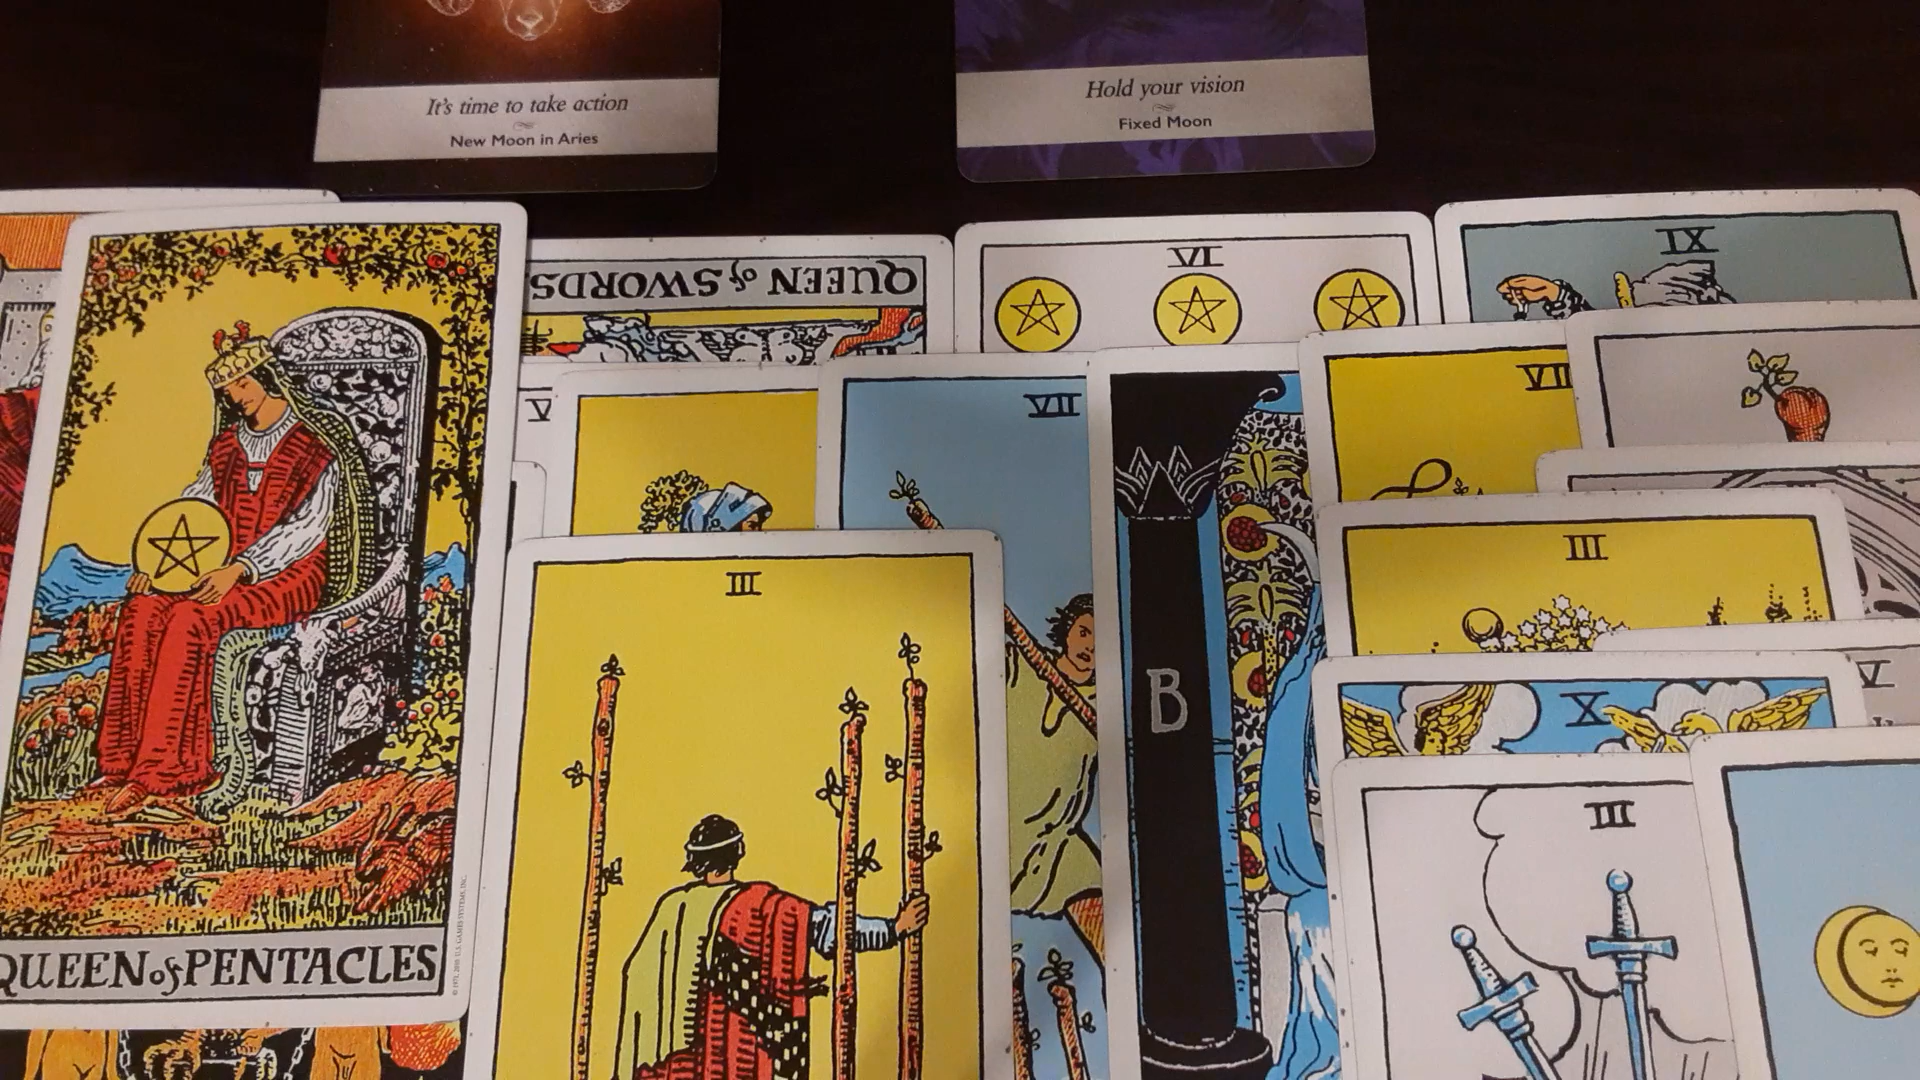 It's time to take action
New Moon in Aries
Hold your vision
Fixed Moon
QUEEN of SWORDS
VI
IX
V
VII
VII
III
III
B
V
X
III
QUEEN of PENTACLES